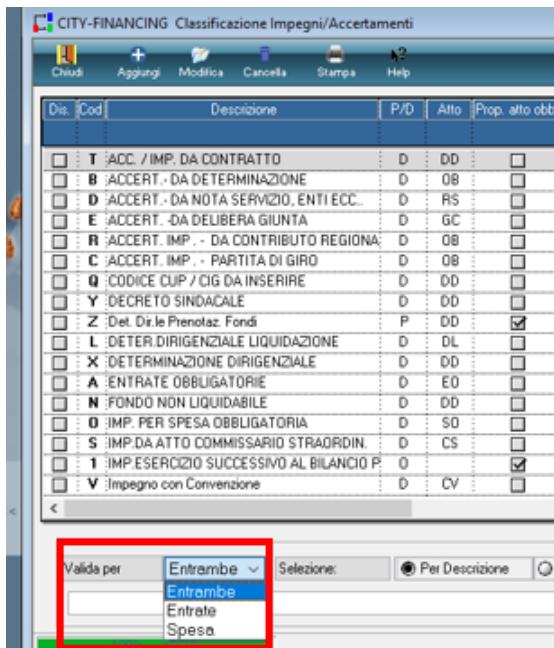 CITY-FINANCING Classificazione Impegni/Accertamenti
Chiudi Aggiungi Modifica Cancella Stampa Help
Dis. Cod Descrizione P/D Atto Prop. atto obb
T ACC. / IMP. DA CONTRATTO D DD
B ACCERT.- DA DETERMINAZIONE D OB
D ACCERT. - DA NOTA SERVIZIO, ENTI ECC.. D RS
E ACCERT. -DA DELIBERA GIUNTA D GC
R ACCERT. IMP. - DA CONTRIBUTO REGIONA D OB
C ACCERT. IMP. - PARTITA DI GIRO D OB
Q CODICE CUP / CIG DA INSERIRE D DD
Y DECRETO SINDACALE D DD
Z Det. Dir.le Prenotaz. Fondi P DD
L DETER.DIRIGENZIALE LIQUIDAZIONE D DL
X DETERMINAZIONE DIRIGENZIALE D DD
A ENTRATE OBBLIGATORIE D EO
N FONDO NON LIQUIDABILE D DD
O IMP. PER SPESA OBBLIGATORIA D SO
S IMP.DA ATTO COMMISSARIO STRAORDIN. D CS
1 IMP.ESERCIZIO SUCCESSIVO AL BILANCIO P O
V Impegno con Convenzione D CV
Valida per Entrambe Selezione: Per Descrizione
Entrambe
Entrate
Spesa